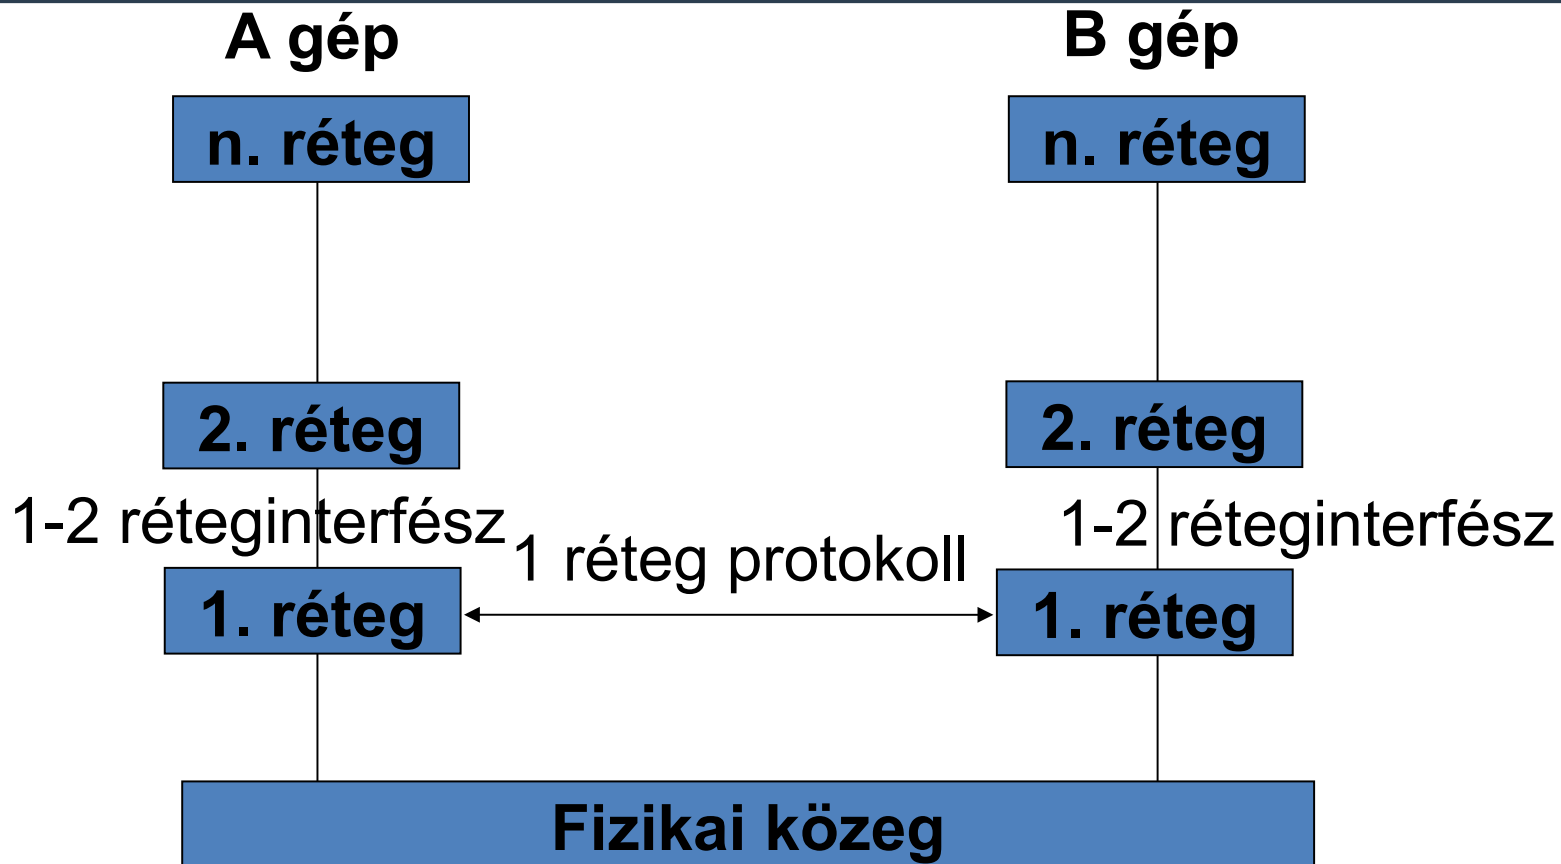 A gép
B gép
n. réteg
n. réteg
2. réteg
2. réteg
1-2 réteginterfész
1-2 réteginterfész
1 réteg protokoll
1. réteg
1. réteg
Fizikai közeg